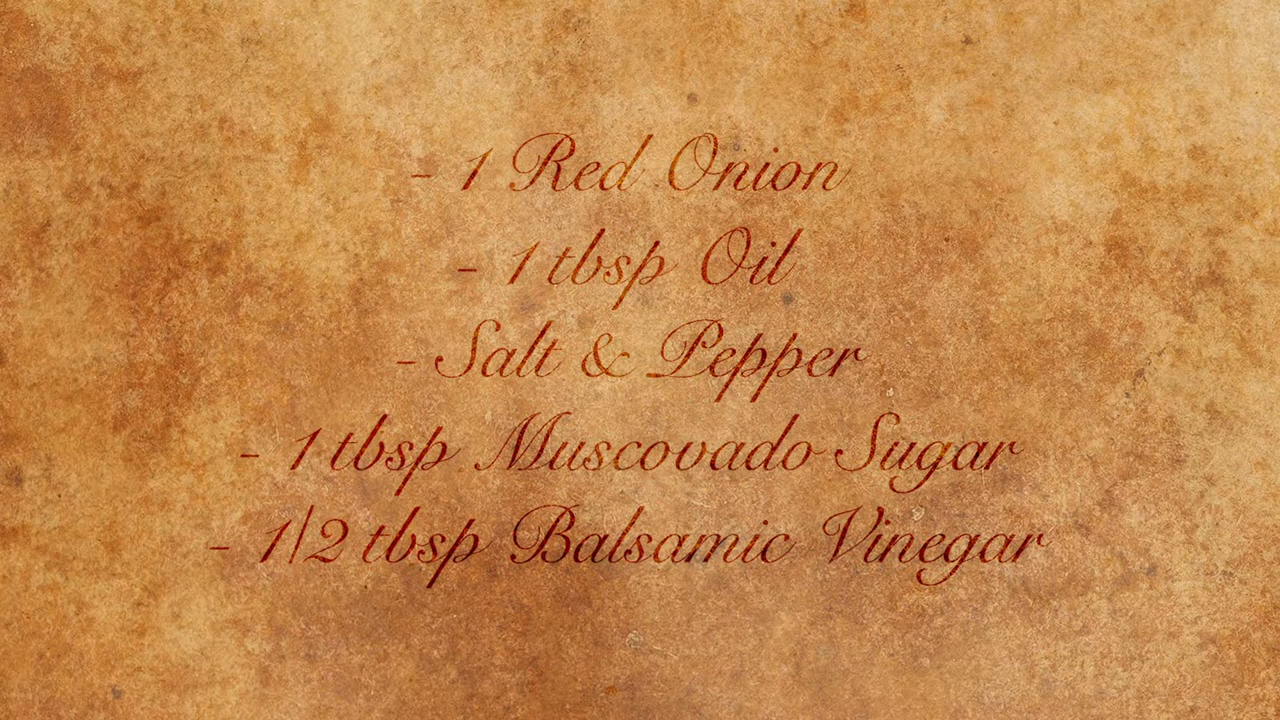 - 1 Red Onion
- 1 tbsp Oil
- Salt & Pepper
- 1 tbsp Muscovado Sugar
- 1/2 tbsp Balsamic Vinegar